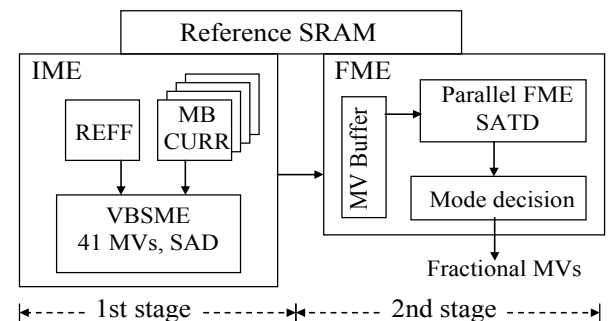 Reference SRAM
IME
REFF
MB
CURR
VBSME
41 MVs, SAD
FME
MV Buffer
Parallel FME
SATD
Mode decision
Fractional MVs
1st stage
2nd stage